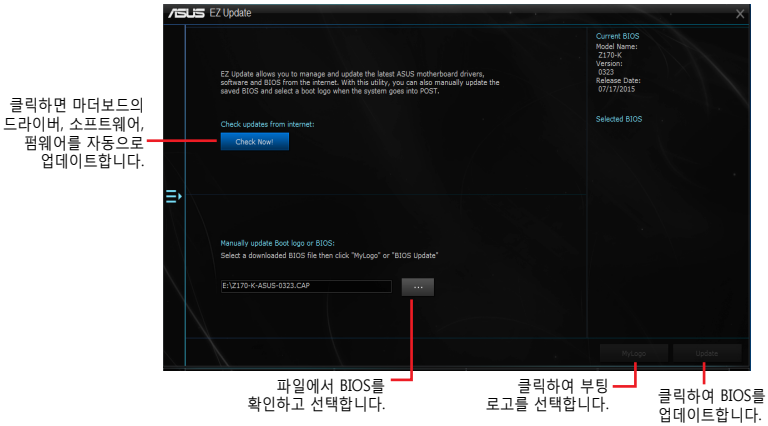 ASUS EZ Update
X
EZ Update allows you to manage and update the latest ASUS motherboard drivers,
software and BIOS from the internet. With this utility, you can also manually update the
saved BIOS and select a boot logo when the system goes into POST.
Check updates from internet:
Check Now!
Manually update Boot logo or BIOS:
Select a downloaded BIOS file then click "MyLogo" or "BIOS Update"
E:\Z170-K-ASUS-0323.CAP
...
Current BIOS
Model Name:
Z170-K
Version:
0323
Release Date:
07/17/2015
Selected BIOS
MyLogo
Update
클릭하면 마더보드의
드라이버, 소프트웨어,
펌웨어를 자동으로
업데이트합니다.
파일에서 BIOS를
확인하고 선택합니다.
클릭하여 부팅
로고를 선택합니다.
클릭하여 BIOS를
업데이트합니다.